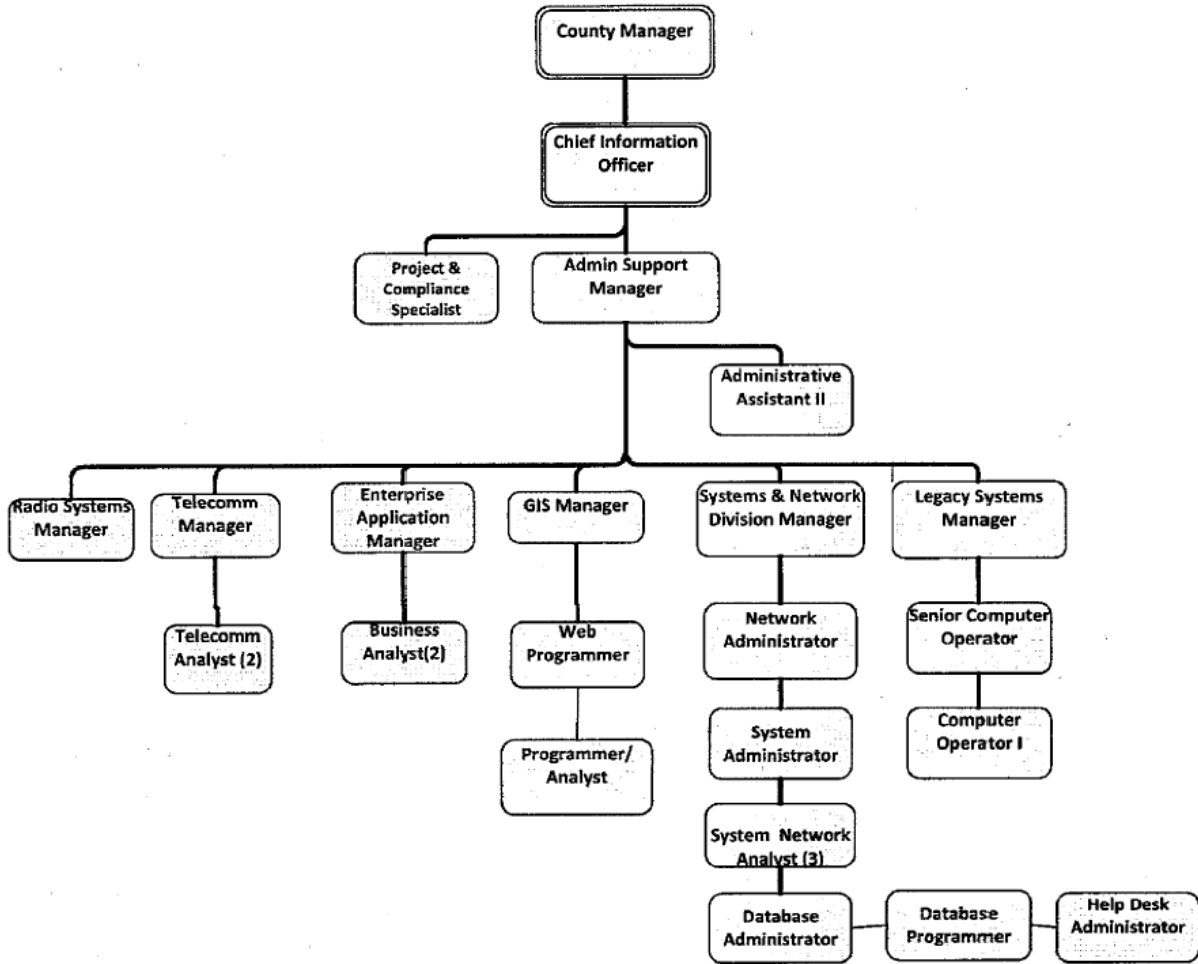 County Manager
Chief Information
Officer
Project &
Compliance
Specialist
Admin Support
Manager
Administrative
Assistant II
Radio Systems
Manager
Telecomm
Manager
Enterprise
Application
Manager
GIS Manager
Systems & Network
Division Manager
Legacy Systems
Manager
Telecomm
Analyst (2)
Business
Analyst(2)
Web
Programmer
Network
Administrator
Senior Computer
Operator
Programmer/
Analyst
System
Administrator
Computer
Operator I
System Network
Analyst (3)
Database
Administrator
Database
Programmer
Help Desk
Administrator